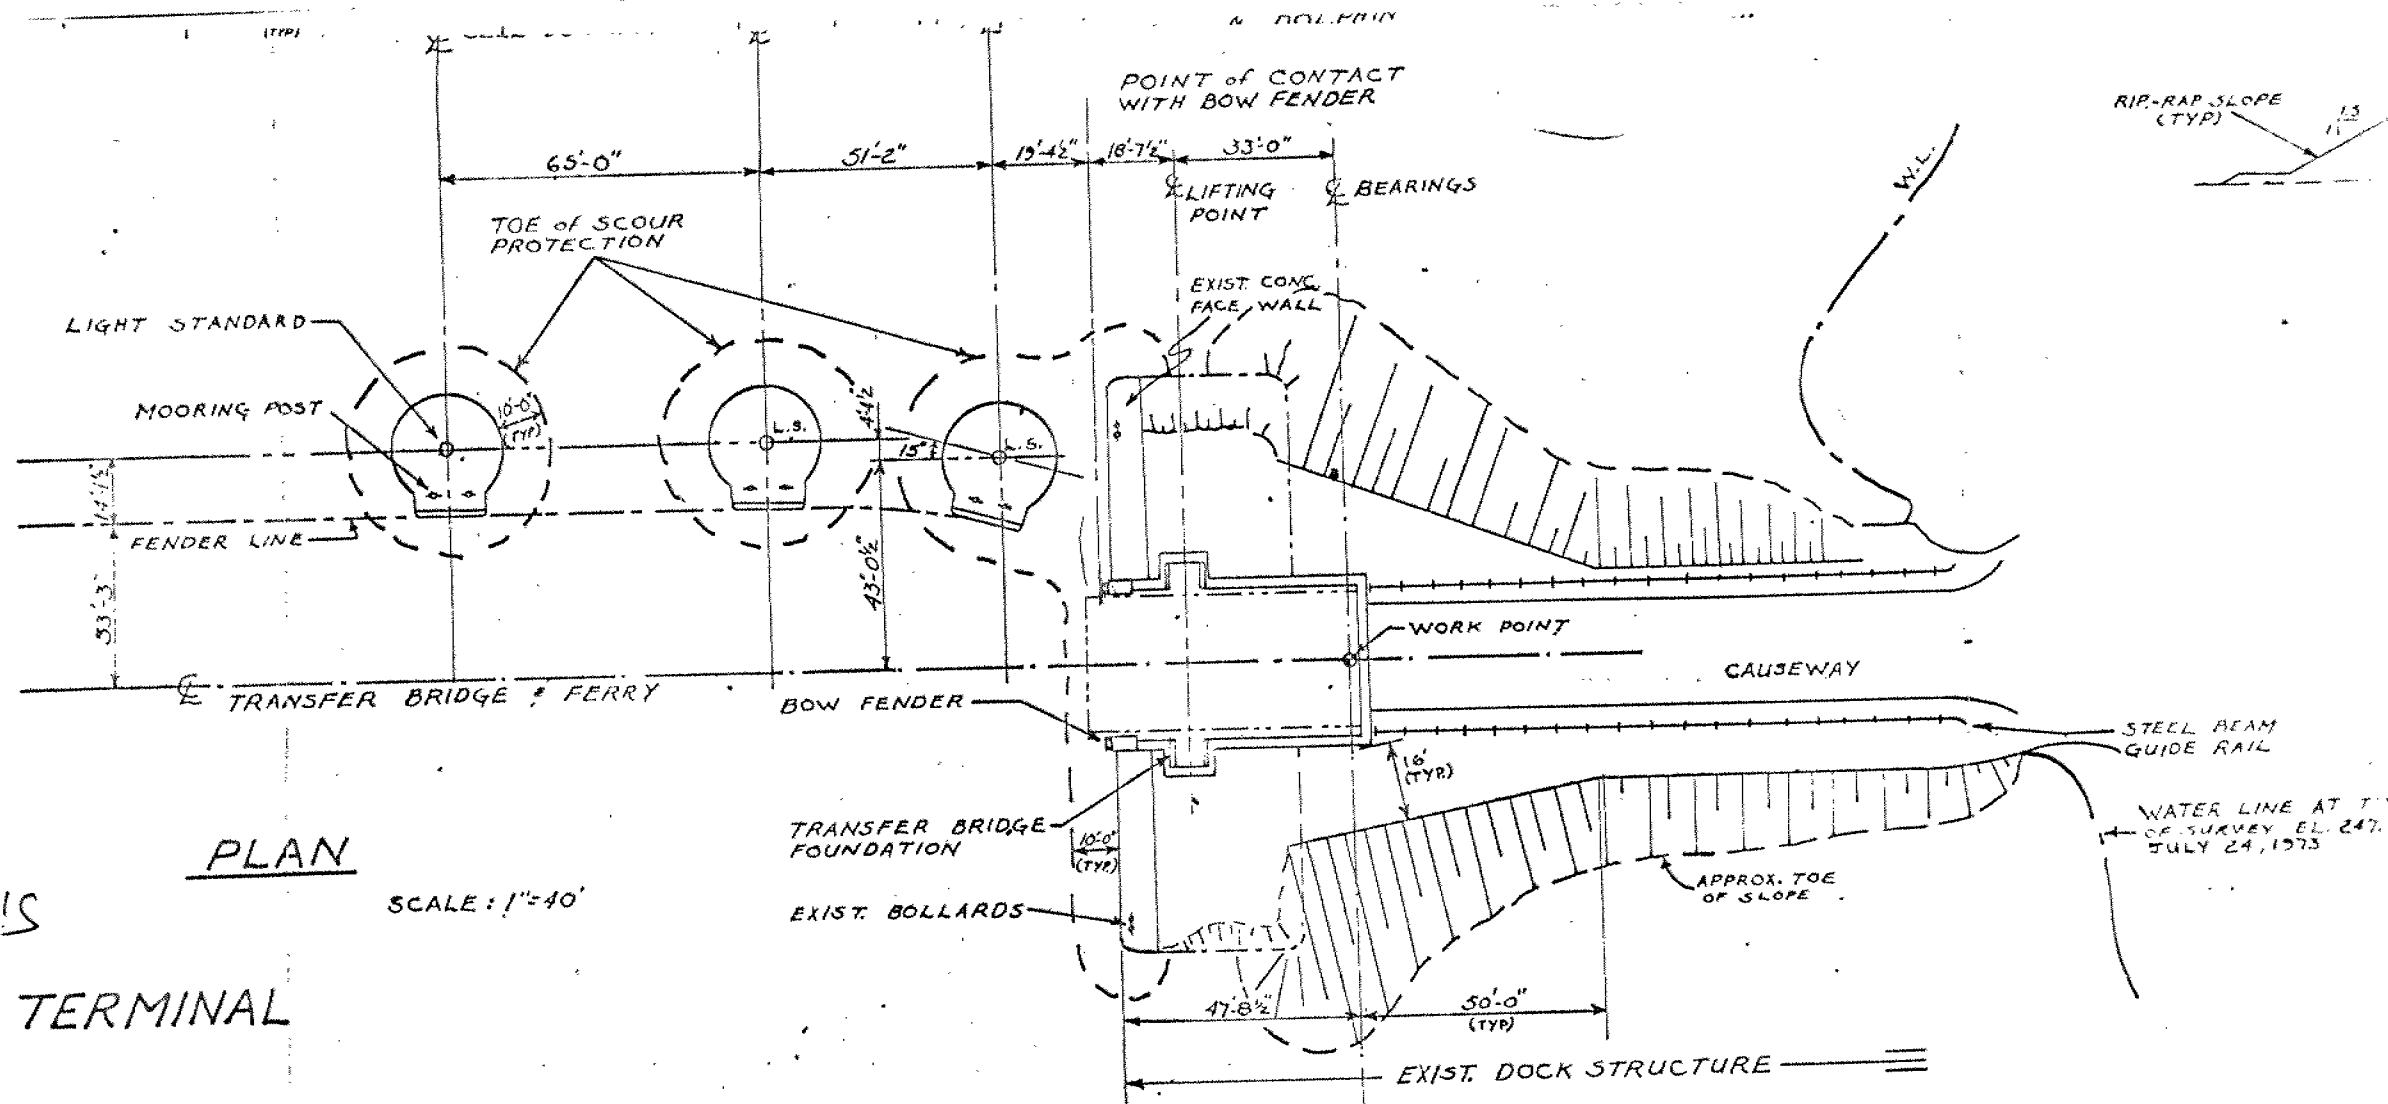 (TYP)
DOLPHIN
POINT of CONTACT
WITH BOW FENDER
RIP-RAP SLOPE
(TYP)
1.5
1
65'-0"
51'-2"
19'-4½"
18'-7½"
33'-0"
W.L.
℄ LIFTING
POINT
℄ BEARINGS
TOE of SCOUR
PROTECTION
EXIST. CONC.
FACE WALL
LIGHT STANDARD
MOORING POST
10'-0"
(TYP.)
L.S.
4'-4½"
15°
L.S.
14'-1½"
FENDER LINE
43'-0½"
WORK POINT
CAUSEWAY
℄ TRANSFER BRIDGE & FERRY
BOW FENDER
STEEL BEAM
GUIDE RAIL
16'
(TYP.)
TRANSFER BRIDGE
FOUNDATION
10'-0"
(TYP.)
WATER LINE AT
OF SURVEY EL. 247.
JULY 24, 1973
PLAN
SCALE: 1"=40'
APPROX. TOE
OF SLOPE
EXIST. BOLLARDS
IS
TERMINAL
47'-8½"
50'-0"
(TYP)
EXIST. DOCK STRUCTURE